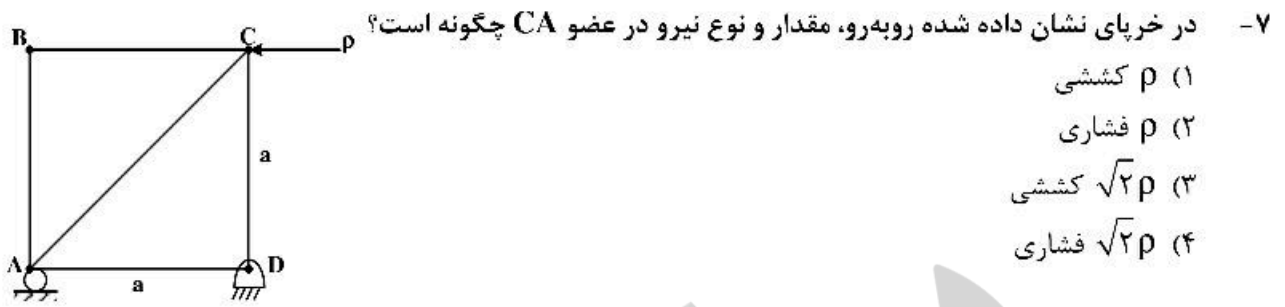 ۷- در خرپای نشان داده شده روبه‌رو، مقدار و نوع نیرو در عضو CA چگونه است؟
۱) ρ کششی
۲) ρ فشاری
۳) √۲ρ کششی
۴) √۲ρ فشاری
B
C
ρ
a
A
a
D